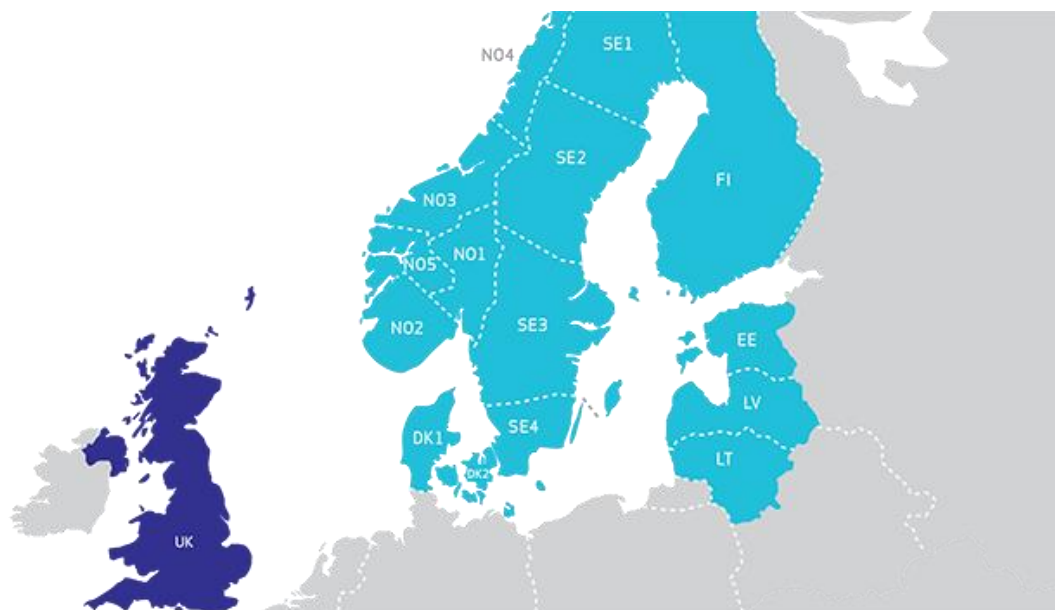 SE1
NO4
SE2
FI
NO3
NO1
NO5
NO2
SE3
EE
LV
SE4
DK1
LT
DK2
UK